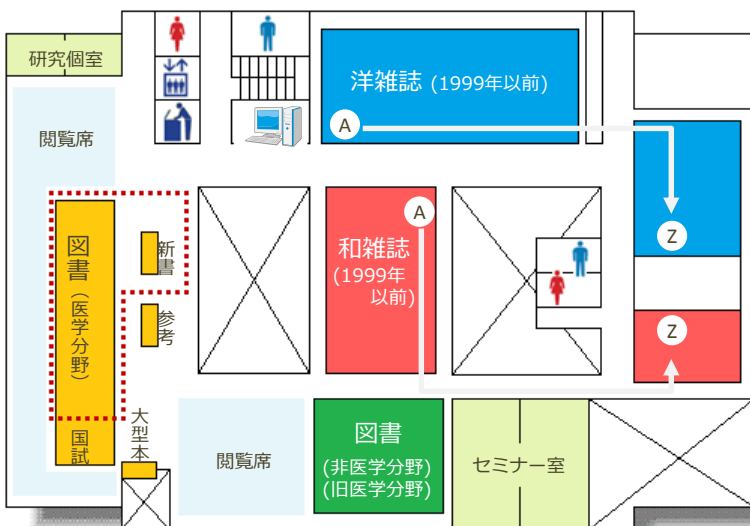 研究個室
洋雑誌 (1999年以前)
A
閲覧席
図書(医学分野)
新書
和雑誌
(1999年
以前)
A
Z
参考
Z
国試
大型本
閲覧席
図書
(非医学分野)
(旧医学分野)
セミナー室